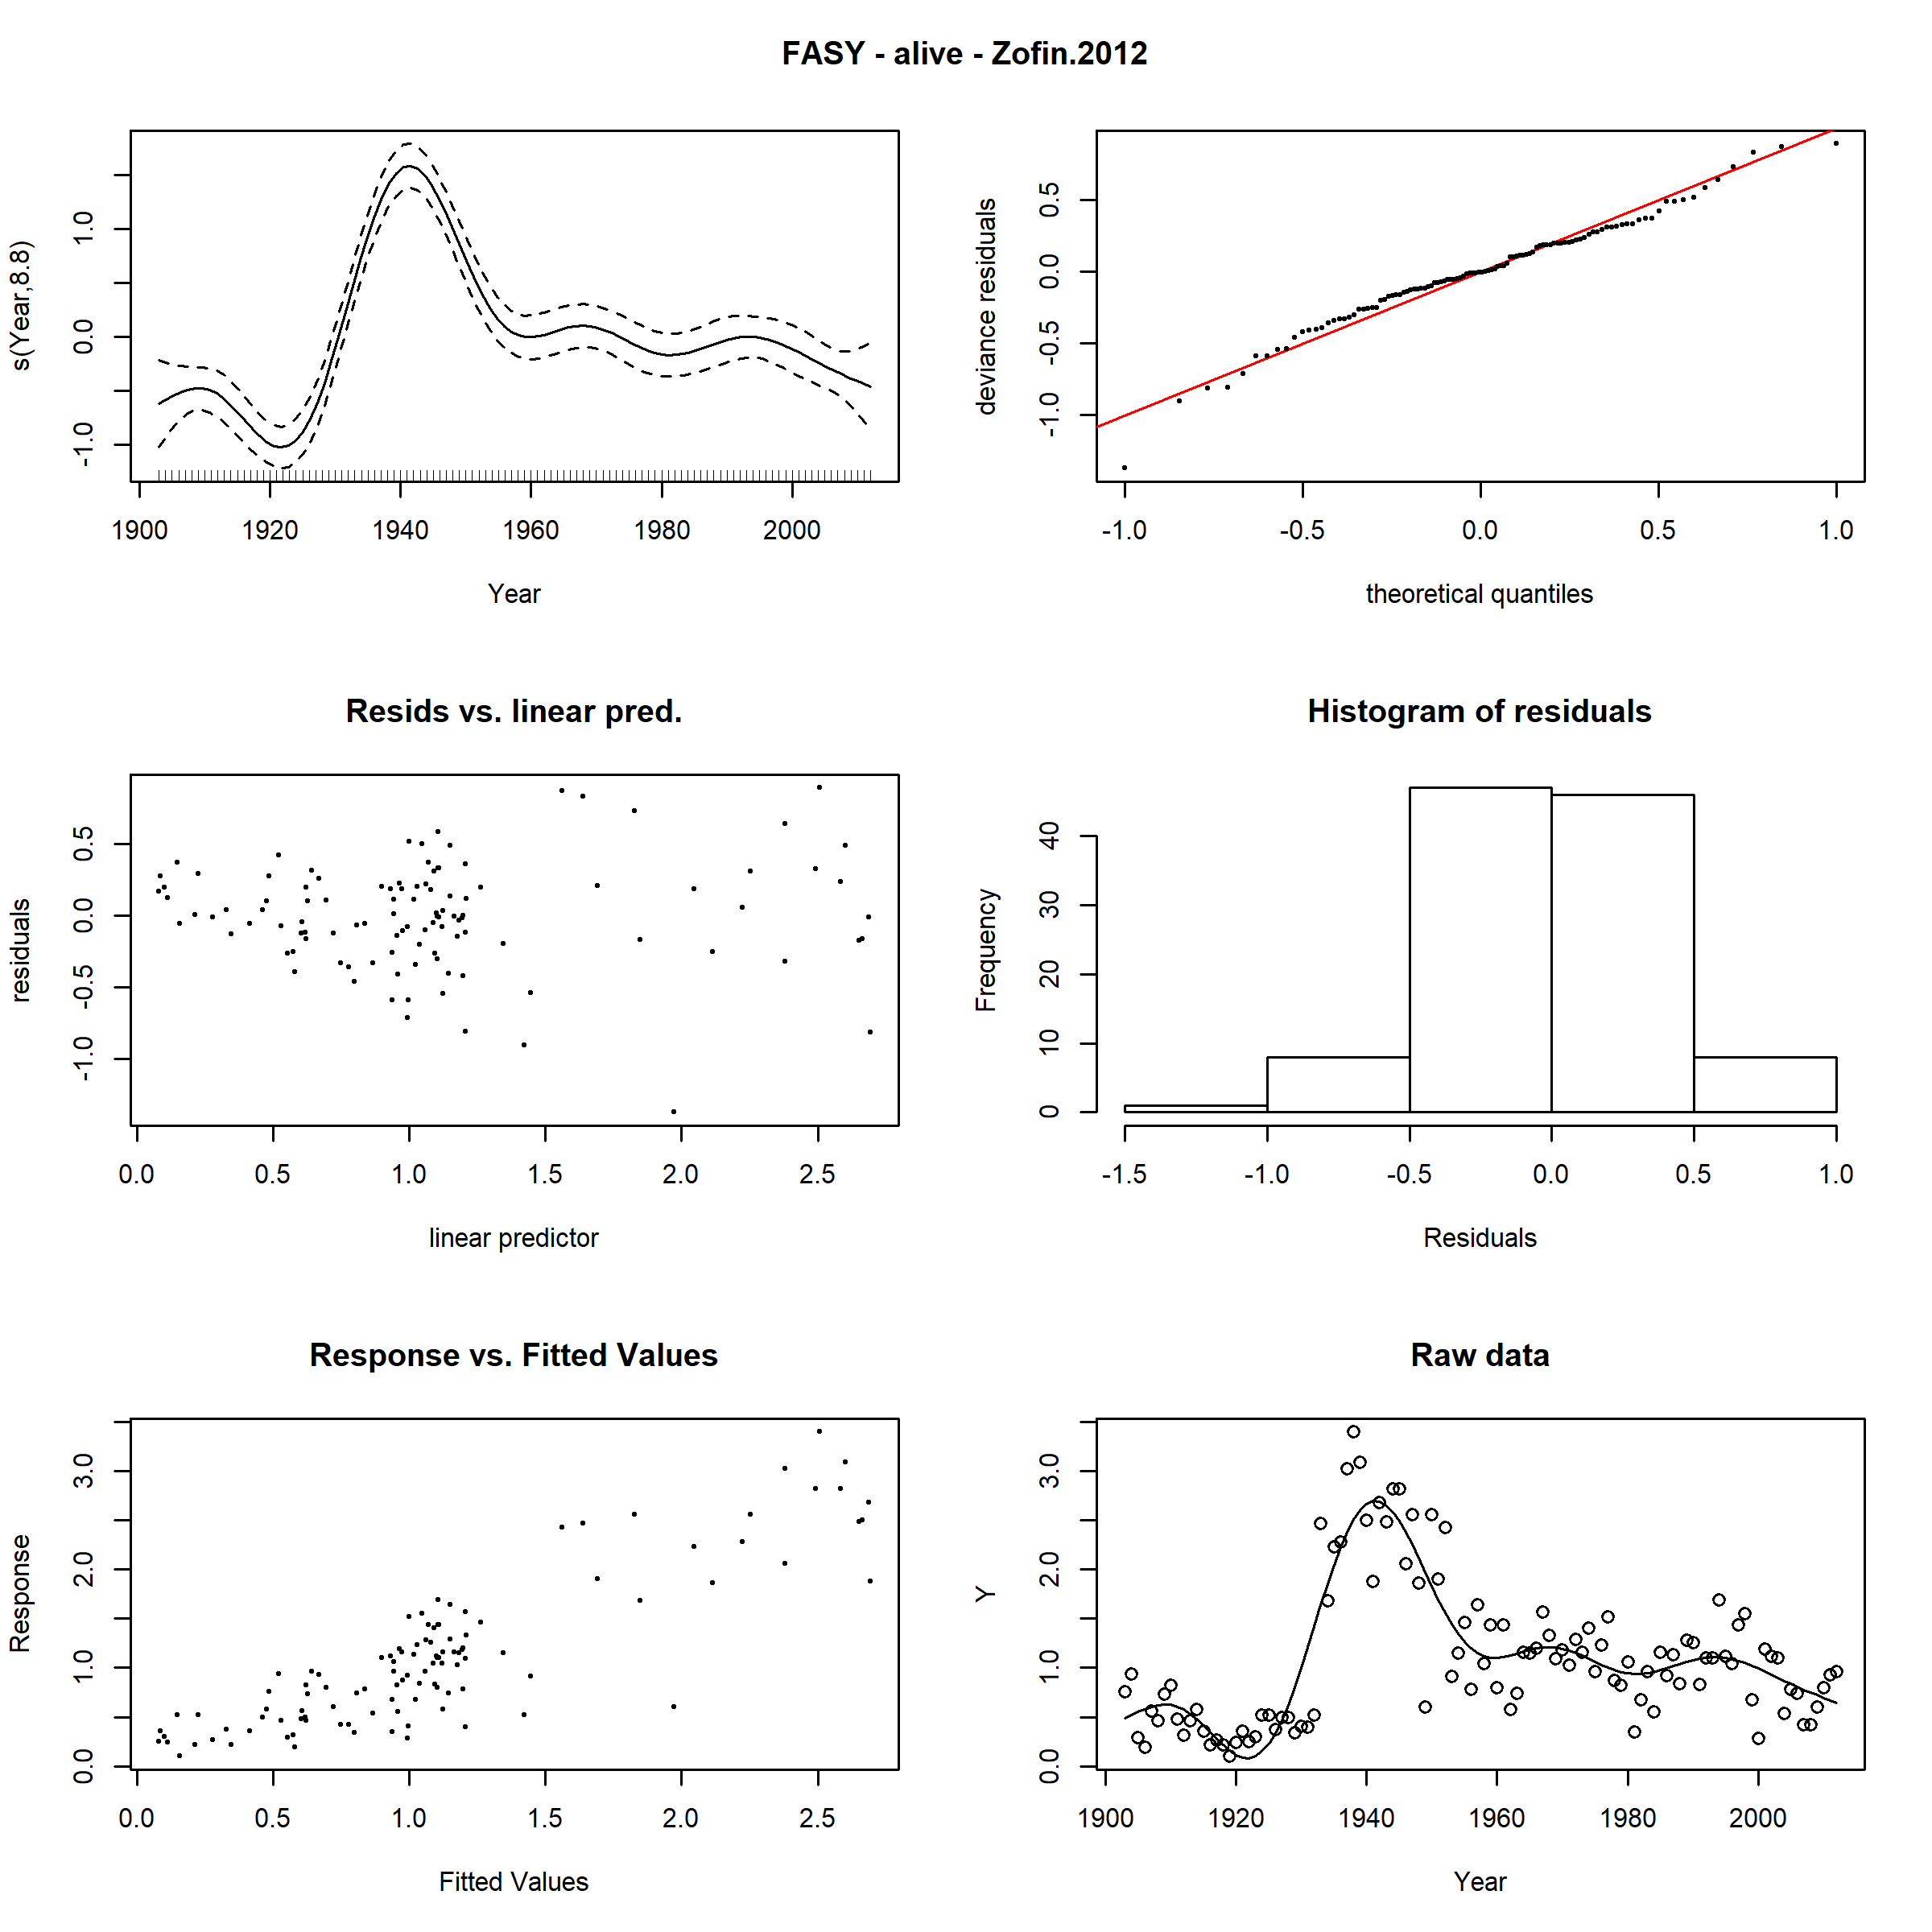 FASY - alive - Zofin.2012
s(Year,8.8)
-1.0 0.0 1.0
1900 1920 1940 1960 1980 2000
Year
deviance residuals
-1.0 -0.5 0.0 0.5
-1.0 -0.5 0.0 0.5 1.0
theoretical quantiles
Resids vs. linear pred.
residuals
-1.0 -0.5 0.0 0.5
0.0 0.5 1.0 1.5 2.0 2.5
linear predictor
Histogram of residuals
Frequency
0 10 20 30 40
-1.5 -1.0 -0.5 0.0 0.5 1.0
Residuals
Response vs. Fitted Values
Response
0.0 1.0 2.0 3.0
0.0 0.5 1.0 1.5 2.0 2.5
Fitted Values
Raw data
Y
0.0 1.0 2.0 3.0
1900 1920 1940 1960 1980 2000
Year